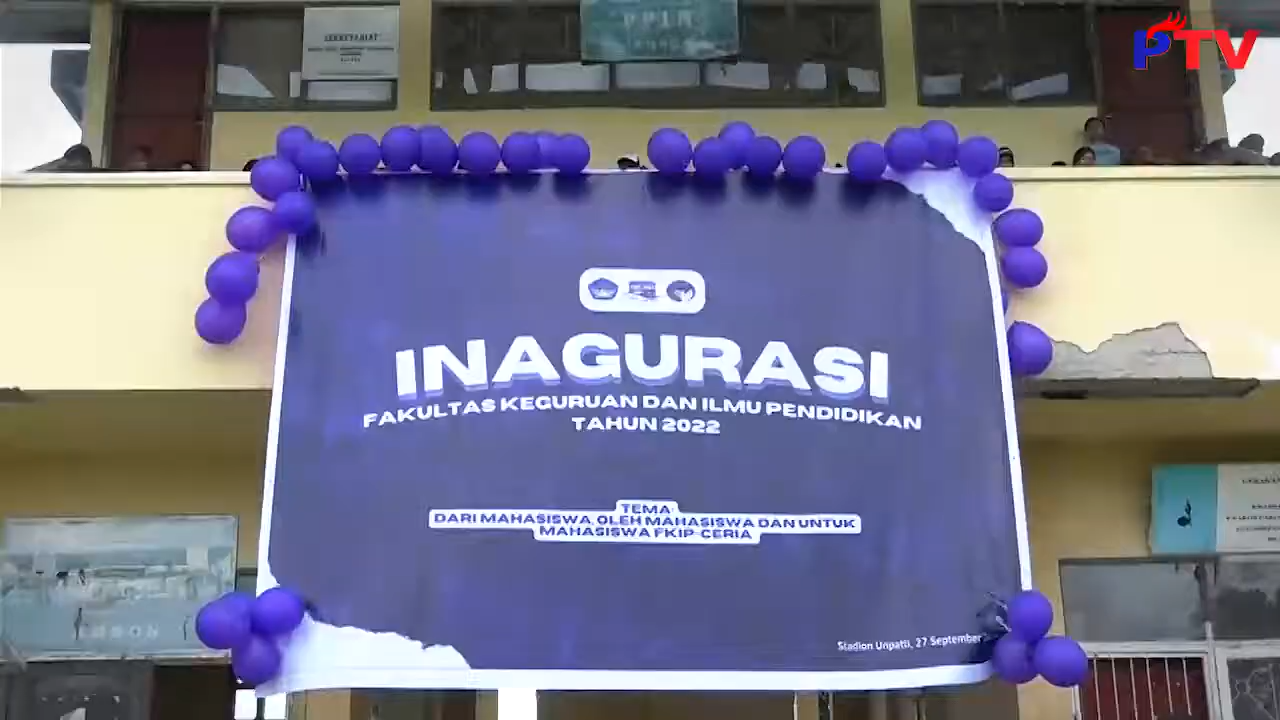 PTV
SEKRETARIAT
INAGURASI
FAKULTAS KEGURUAN DAN ILMU PENDIDIKAN
TAHUN 2022
TEMA:
DARI MAHASISWA, OLEH MAHASISWA DAN UNTUK
MAHASISWA FKIP-CERIA
Stadion Unpatti, 27 September